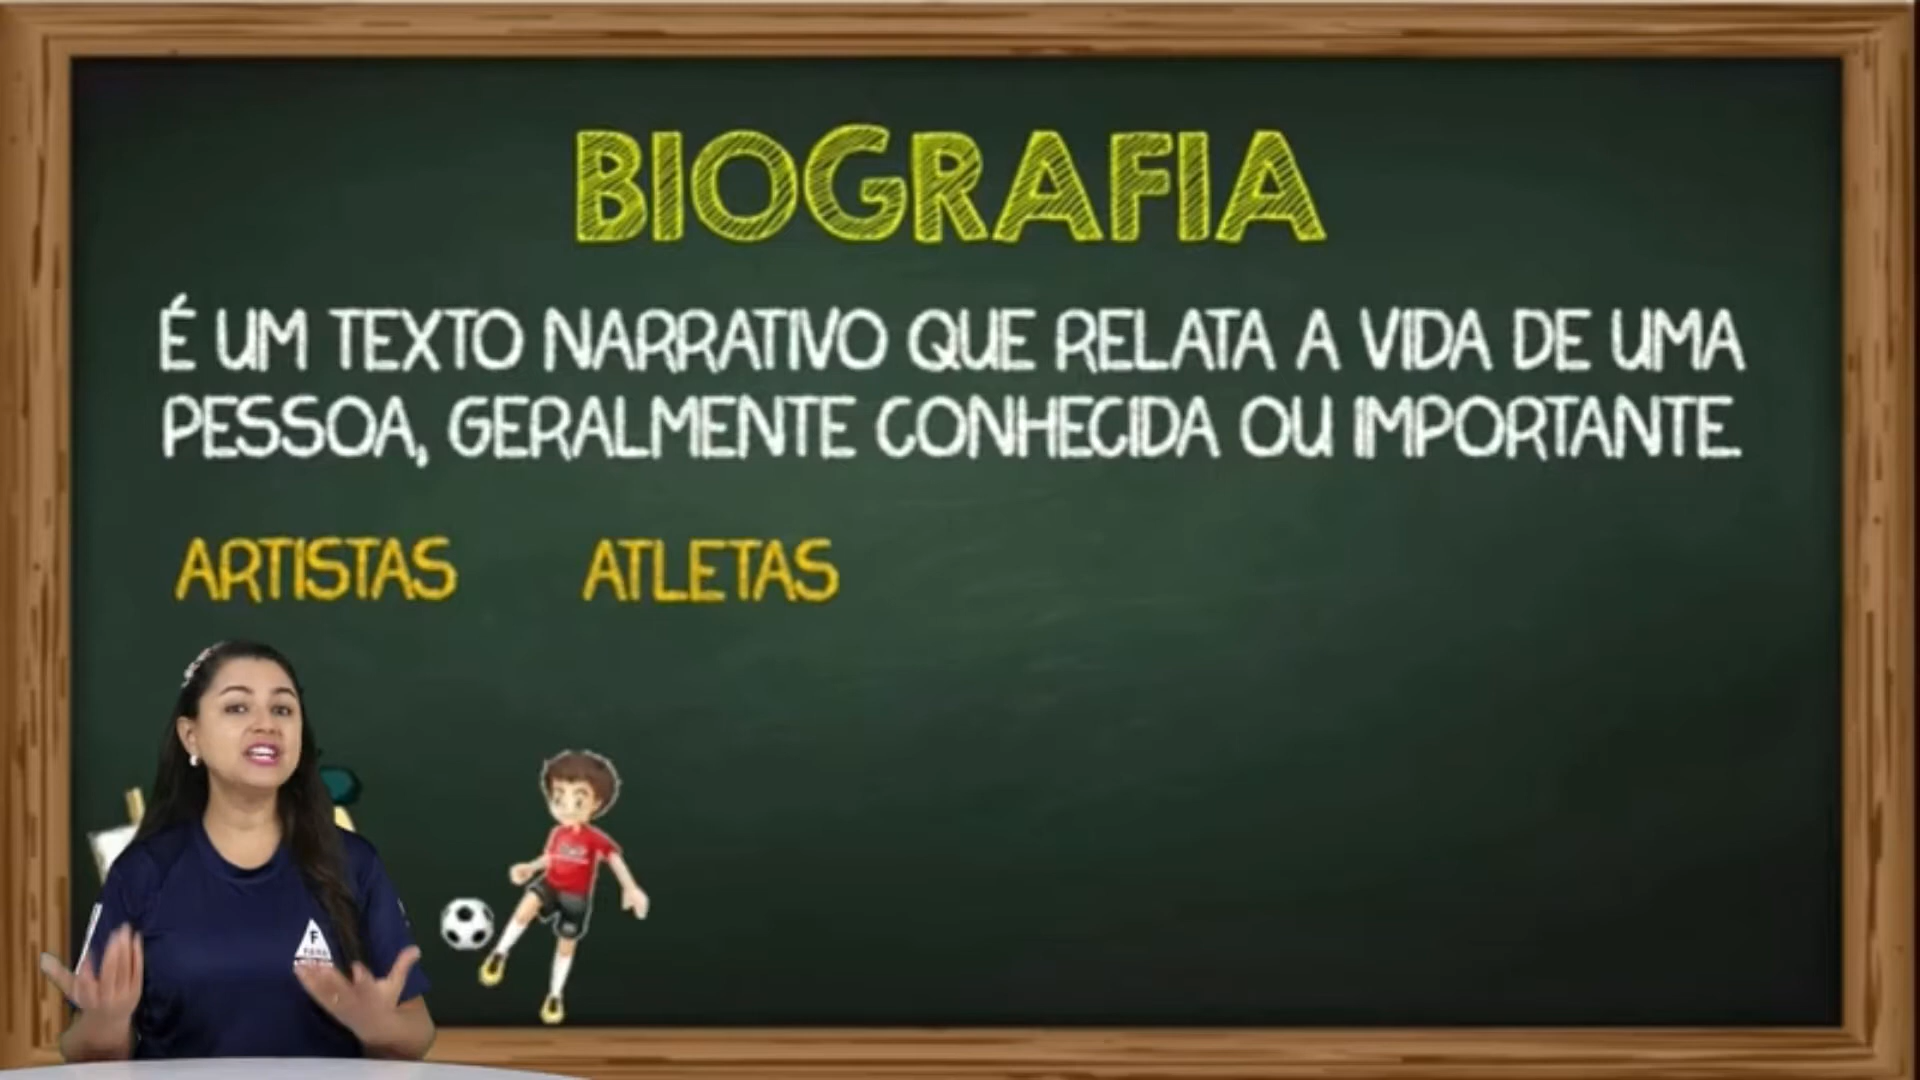 BIOGRAFIA
É UM TEXTO NARRATIVO QUE RELATA A VIDA DE UMA
PESSOA, GERALMENTE CONHECIDA OU IMPORTANTE.
ARTISTAS ATLETAS
F